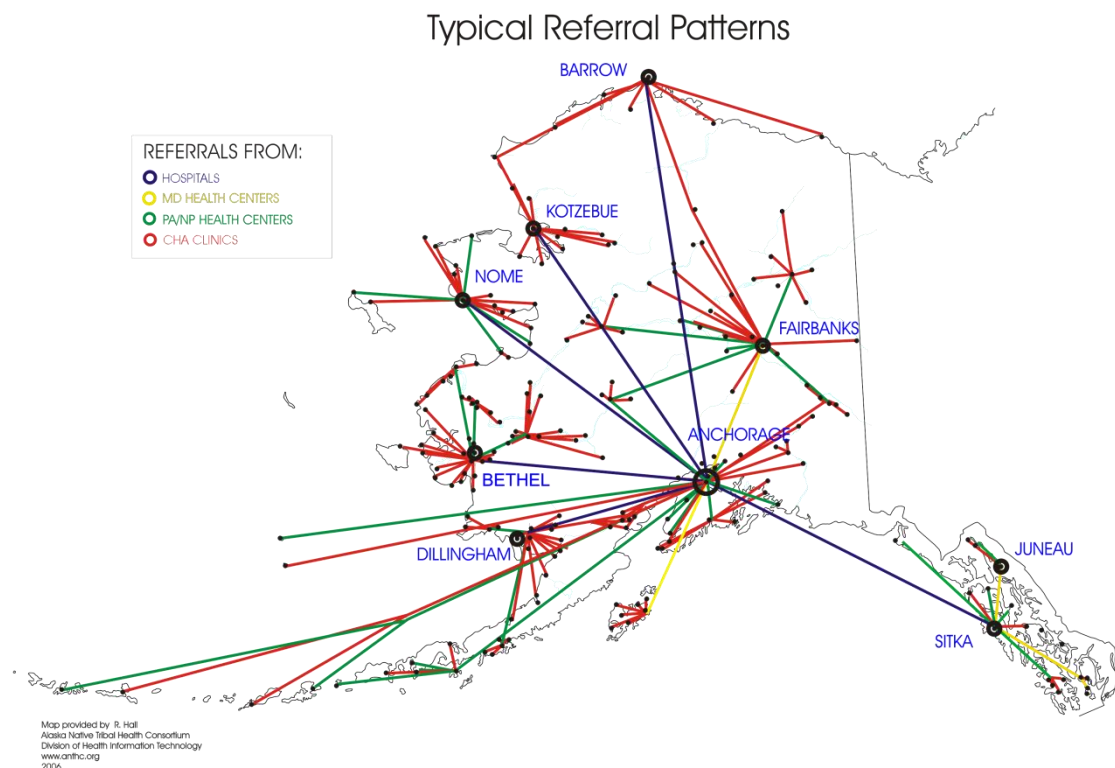 Typical Referral Patterns
BARROW
REFERRALS FROM:
HOSPITALS
MD HEALTH CENTERS
PA/NP HEALTH CENTERS
CHA CLINICS
KOTZEBUE
NOME
FAIRBANKS
ANCHORAGE
BETHEL
DILLINGHAM
JUNEAU
SITKA
Map provided by R. Hall
Alaska Native Tribal Health Consortium
Division of Health Information Technology
www.anthc.org
2006